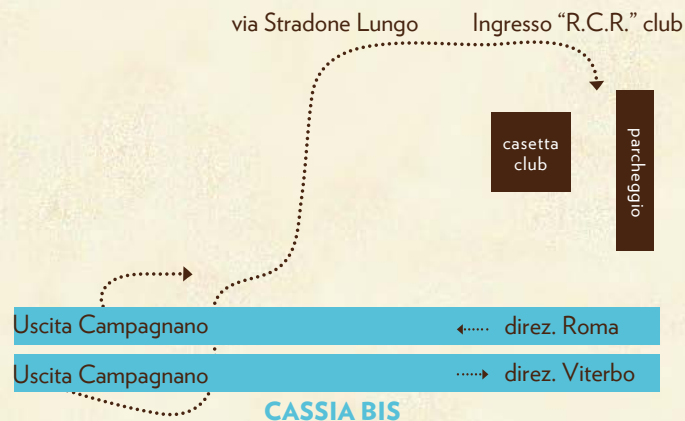 via Stradone Lungo
Ingresso “R.C.R.” club
casetta
club
parcheggio
Uscita Campagnano
direz. Roma
Uscita Campagnano
direz. Viterbo
CASSIA BIS